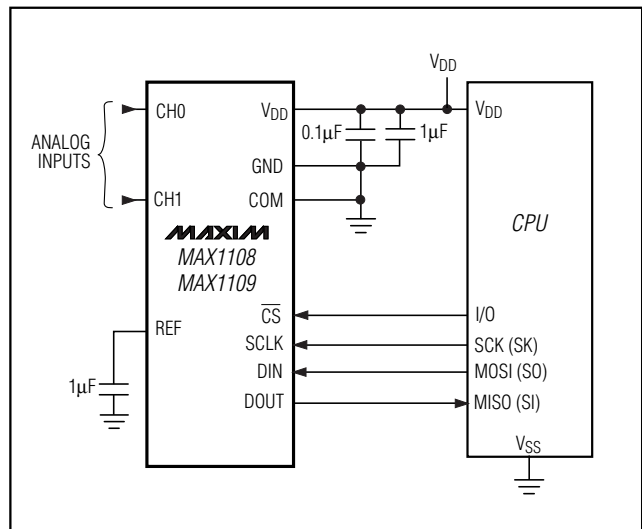 V_DD
CH0
V_DD
V_DD
ANALOG
INPUTS
0.1µF
1µF
GND
CH1
COM
CPU
MAXIM
MAX1108
MAX1109
CS
I/O
REF
SCLK
SCK (SK)
DIN
MOSI (SO)
1µF
DOUT
MISO (SI)
V_SS